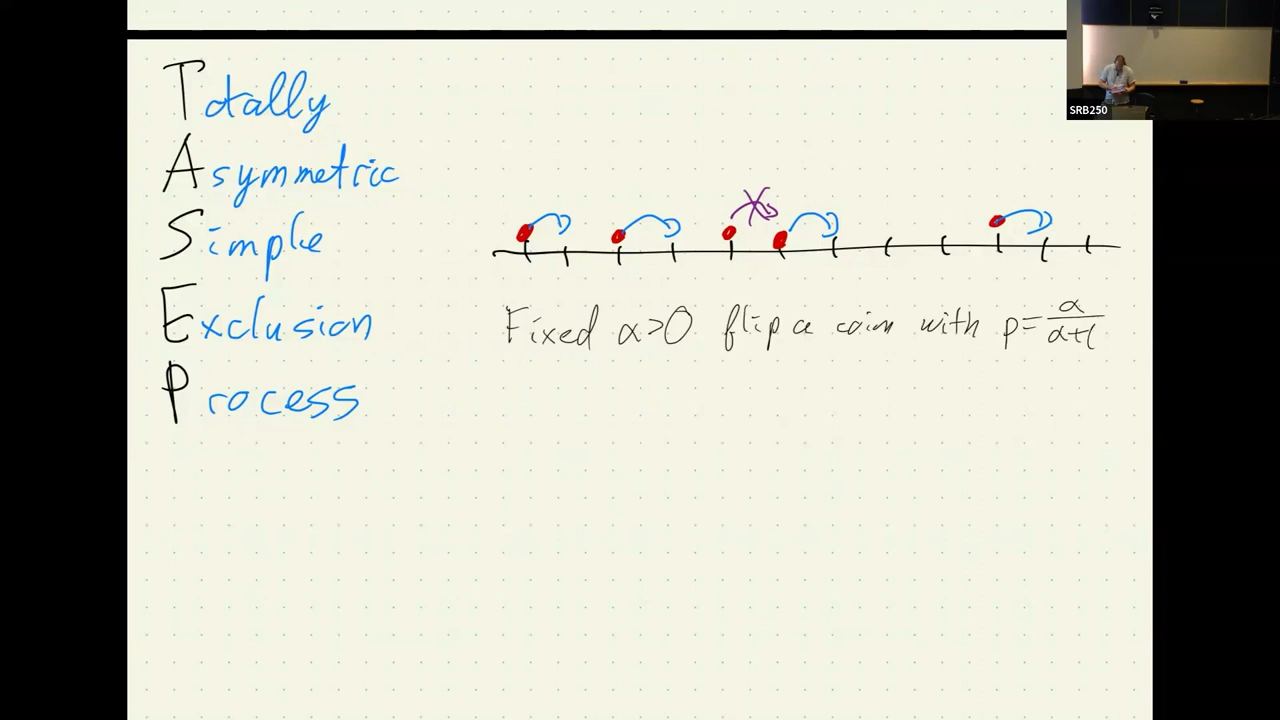 Totally
Asymmetric
Simple
Exclusion
Process
Fixed α>0 flip a coin with p=α/(α+1)
SRB250